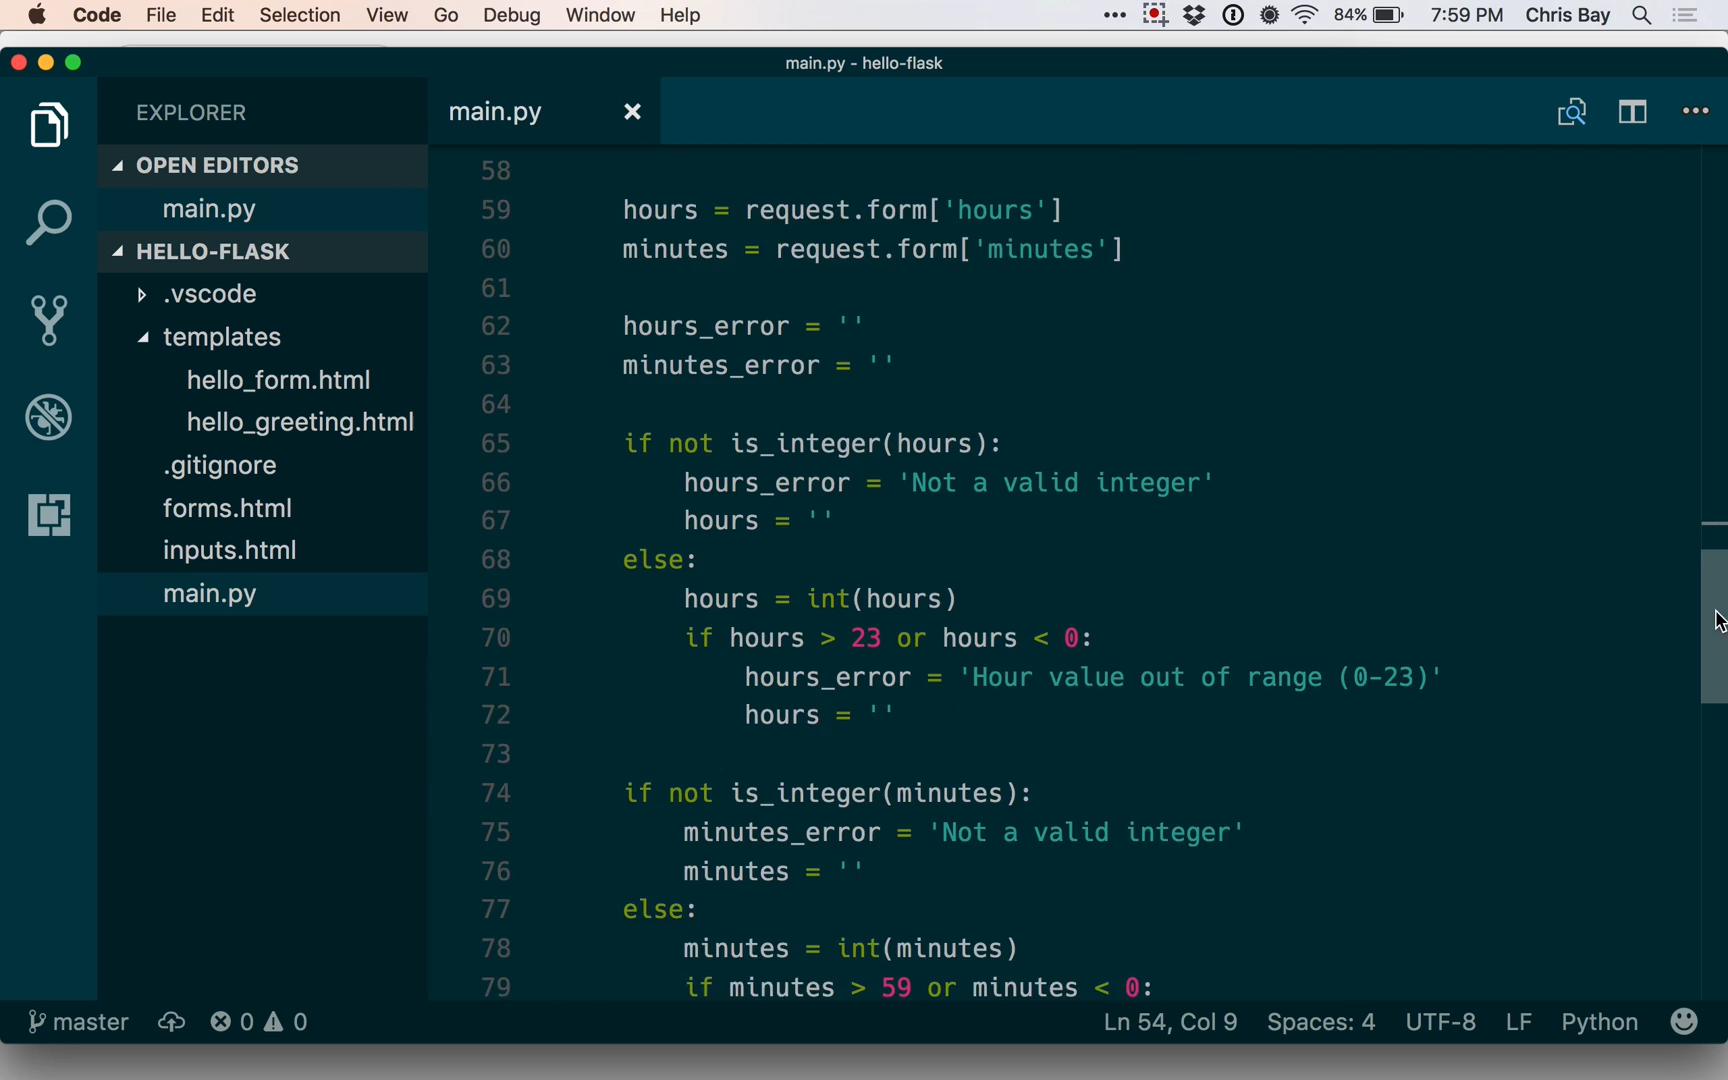 Code File Edit Selection View Go Debug Window Help 84% 7:59 PM Chris Bay
main.py - hello-flask
EXPLORER
OPEN EDITORS
main.py
HELLO-FLASK
.vscode
templates
hello_form.html
hello_greeting.html
.gitignore
forms.html
inputs.html
main.py
main.py
58
59 hours = request.form['hours']
60 minutes = request.form['minutes']
61
62 hours_error = ''
63 minutes_error = ''
64
65 if not is_integer(hours):
66 hours_error = 'Not a valid integer'
67 hours = ''
68 else:
69 hours = int(hours)
70 if hours > 23 or hours < 0:
71 hours_error = 'Hour value out of range (0-23)'
72 hours = ''
73
74 if not is_integer(minutes):
75 minutes_error = 'Not a valid integer'
76 minutes = ''
77 else:
78 minutes = int(minutes)
79 if minutes > 59 or minutes < 0:
master 0 0 Ln 54, Col 9 Spaces: 4 UTF-8 LF Python